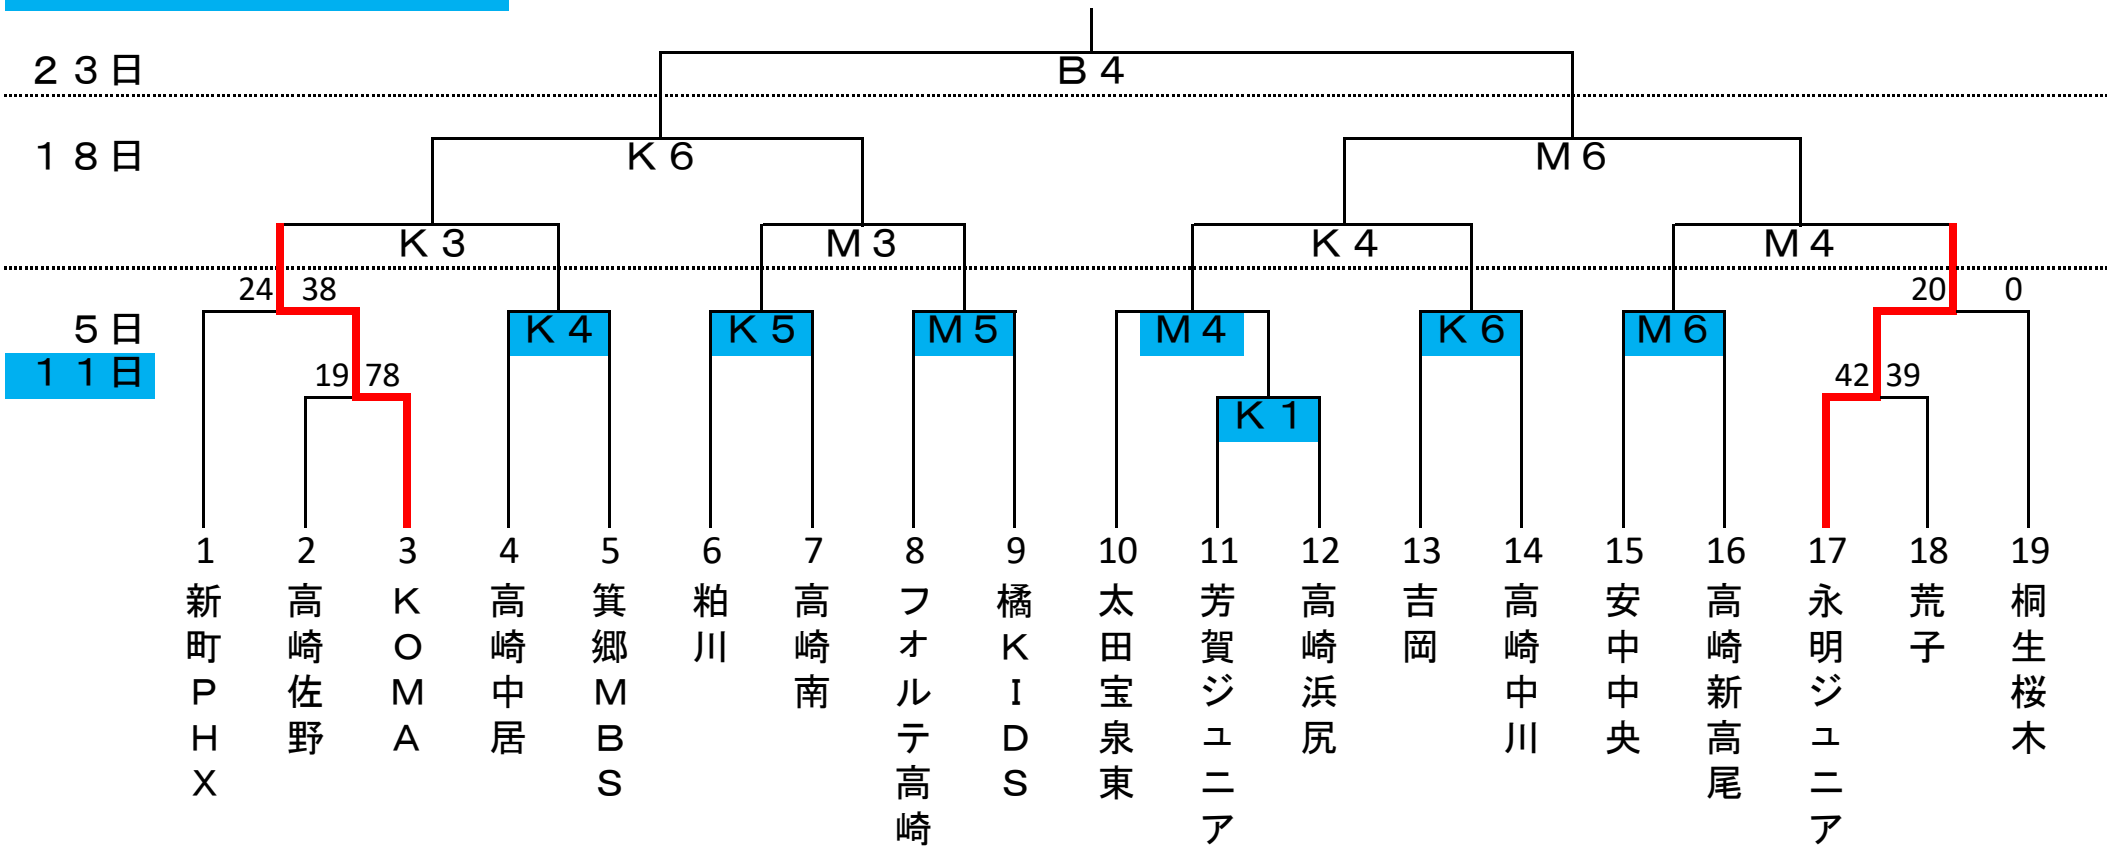 ２３日
Ｂ４
１８日
Ｋ６
Ｍ６
Ｋ３
Ｍ３
Ｋ４
Ｍ４
24
38
20
0
５日
Ｋ４
Ｋ５
Ｍ５
Ｍ４
Ｋ６
Ｍ６
１１日
19
78
42
39
Ｋ１
1
2
3
4
5
6
7
8
9
10
11
12
13
14
15
16
17
18
19
新町ＰＨＸ
高崎佐野
ＫＯＭＡ
高崎中居
箕郷ＭＢＳ
粕川
高崎南
フォルテ高崎
橘ＫＩＤＳ
太田宝泉東
芳賀ジュニア
高崎浜尻
吉岡
高崎中川
安中中央
高崎新高尾
永明ジュニア
荒子
桐生桜木